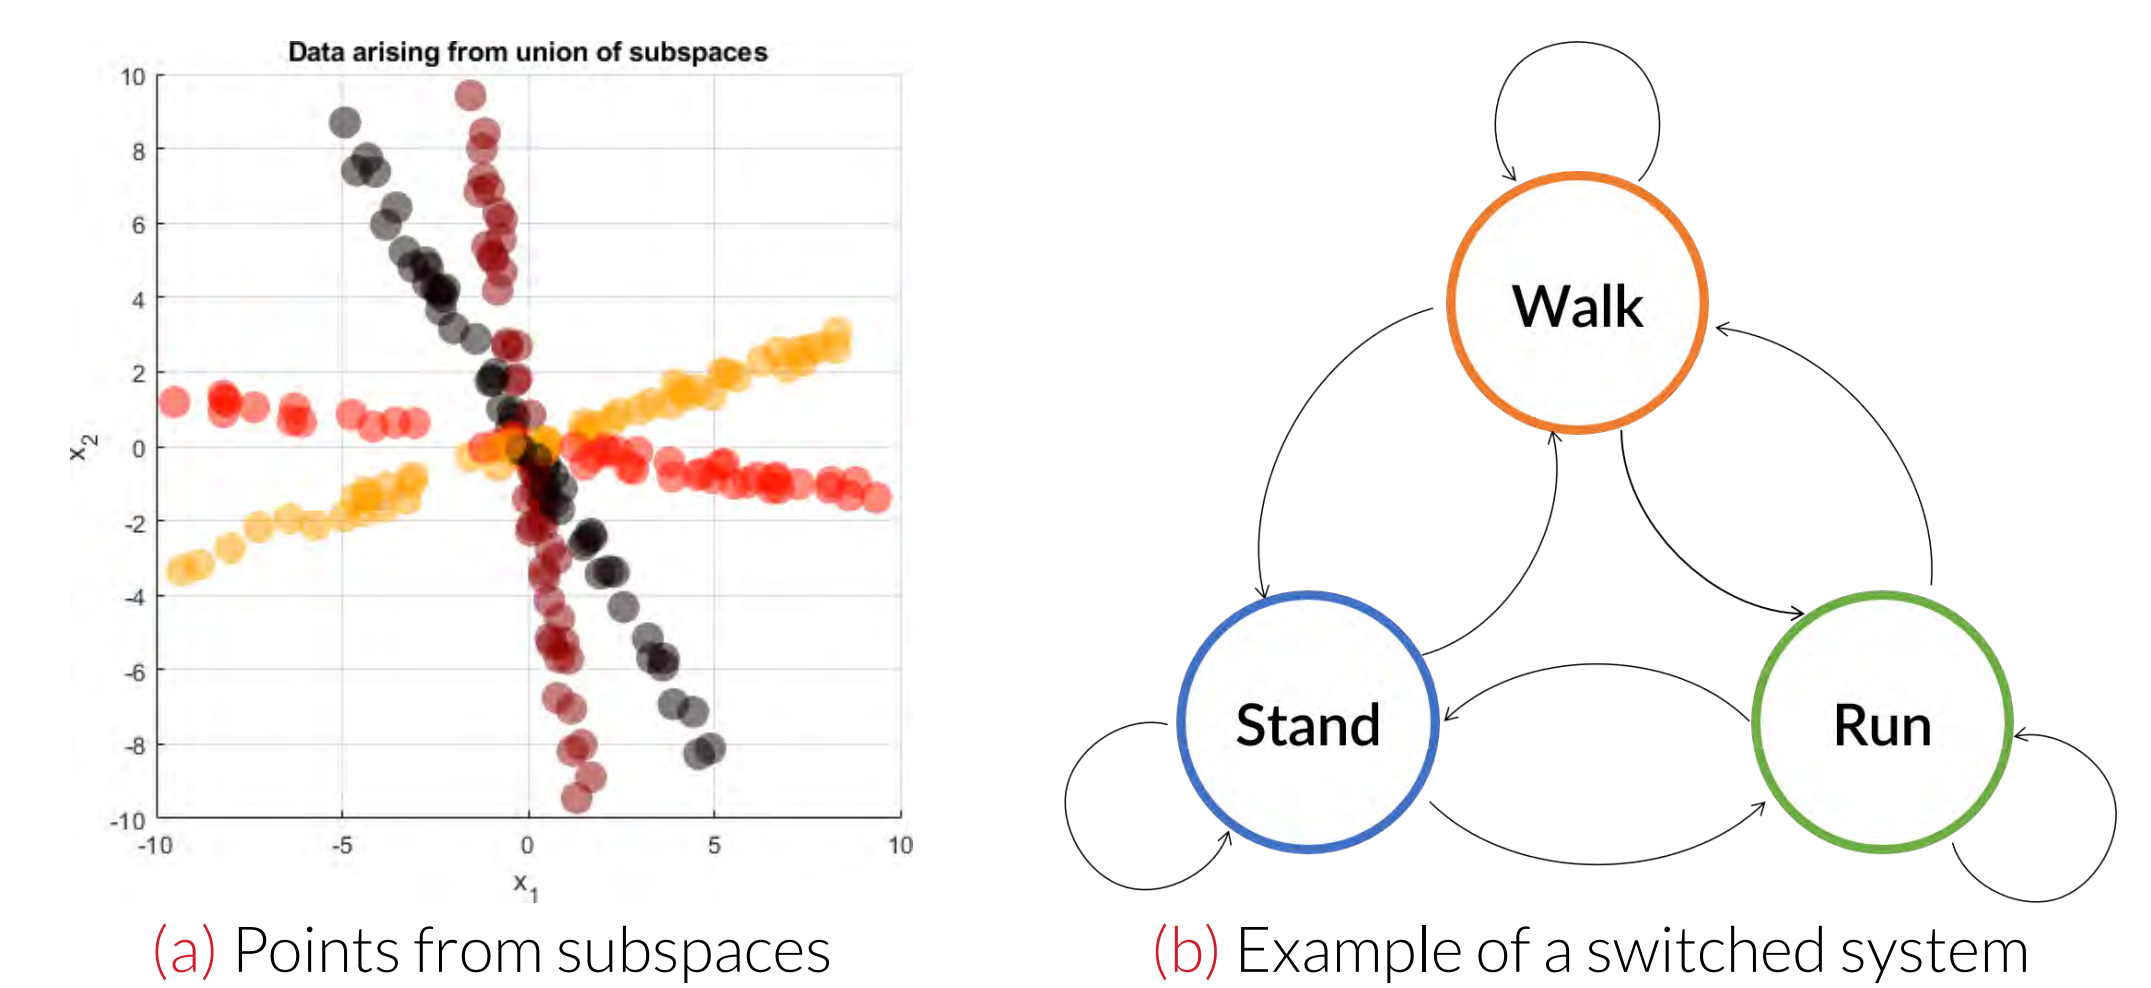 Data arising from union of subspaces
10
8
6
4
2
0
-2
-4
-6
-8
-10
x2
-10 -5 0 5 10
x1
(a) Points from subspaces
Walk
Stand
Run
(b) Example of a switched system